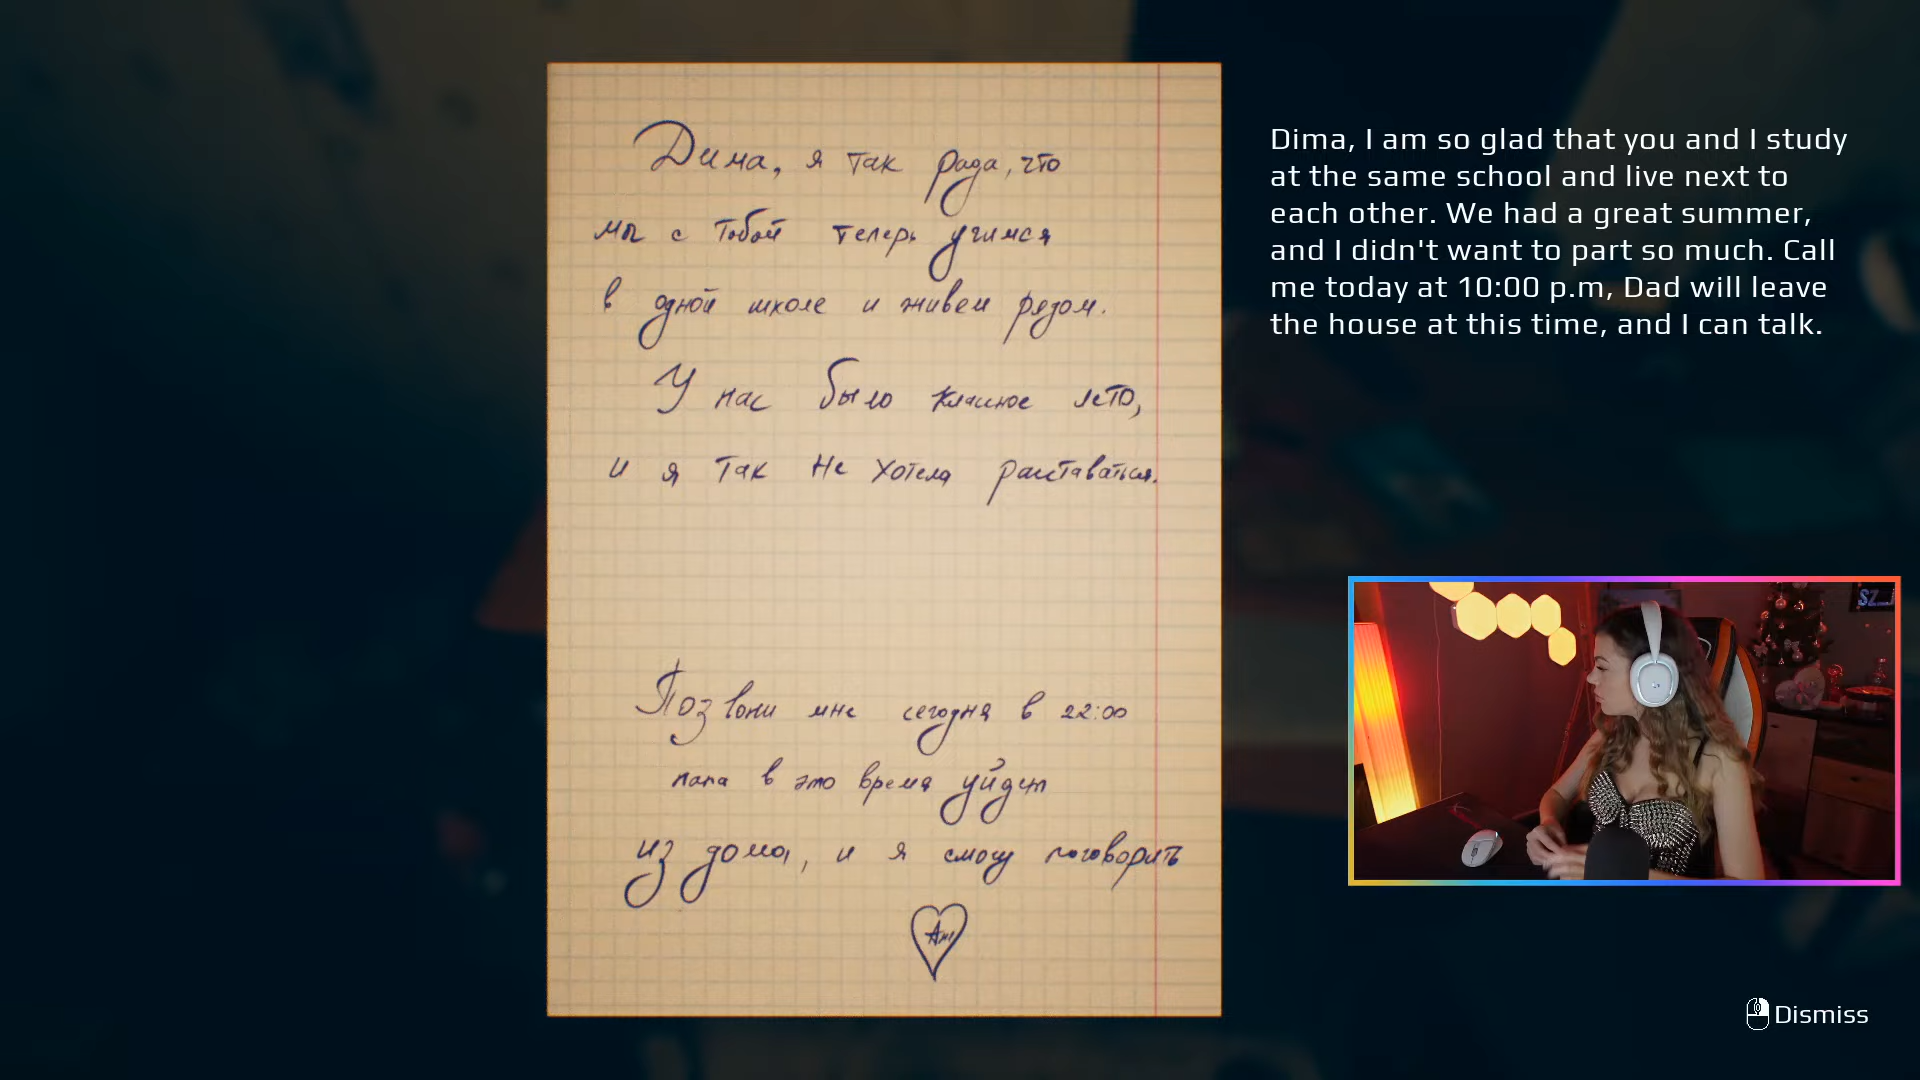 Дима, я так рада, что
мы с тобой теперь учимся
в одной школе и живем рядом.
У нас было классное лето,
и я так не хотела расставаться.
Позвони мне сегодня в 22:00
папа в это время уйдет
из дома, и я смогу поговорить
Dima, I am so glad that you and I study
at the same school and live next to
each other. We had a great summer,
and I didn't want to part so much. Call
me today at 10:00 p.m, Dad will leave
the house at this time, and I can talk.
SZ
Dismiss